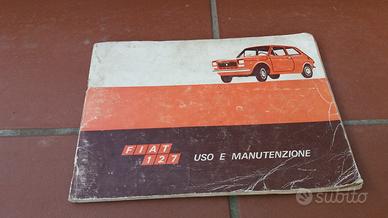 FIAT
127
USO E MANUTENZIONE
subito